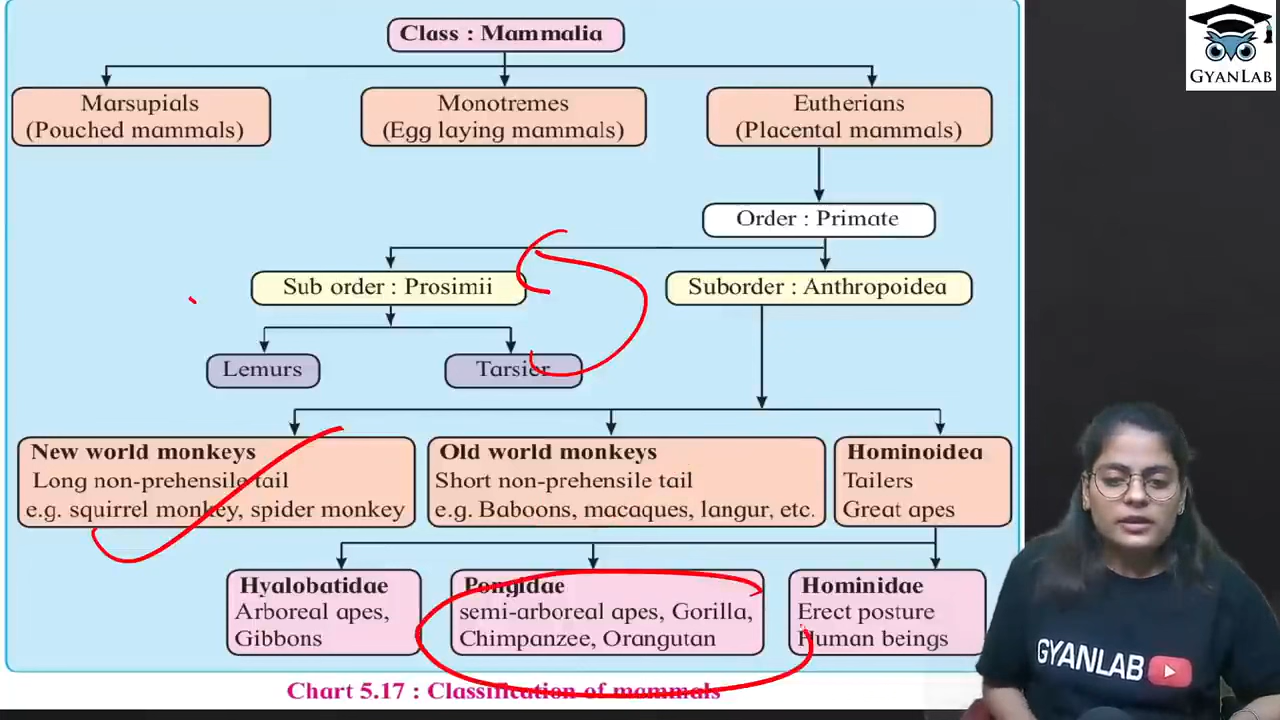 Class : Mammalia
GYANLAB
Marsupials
(Pouched mammals)
Monotremes
(Egg laying mammals)
Eutherians
(Placental mammals)
Order : Primate
Sub order : Prosimii
Suborder : Anthropoidea
Lemurs
Tarsier
New world monkeys
Long non-prehensile tail
e.g. squirrel monkey, spider monkey
Old world monkeys
Short non-prehensile tail
e.g. Baboons, macaques, langur, etc.
Hominoidea
Tailers
Great apes
Hyalobatidae
Arboreal apes,
Gibbons
Pongidae
semi-arboreal apes, Gorilla,
Chimpanzee, Orangutan
Hominidae
Erect posture
Human beings
GYANLAB
Chart 5.17 : Classification of mammals